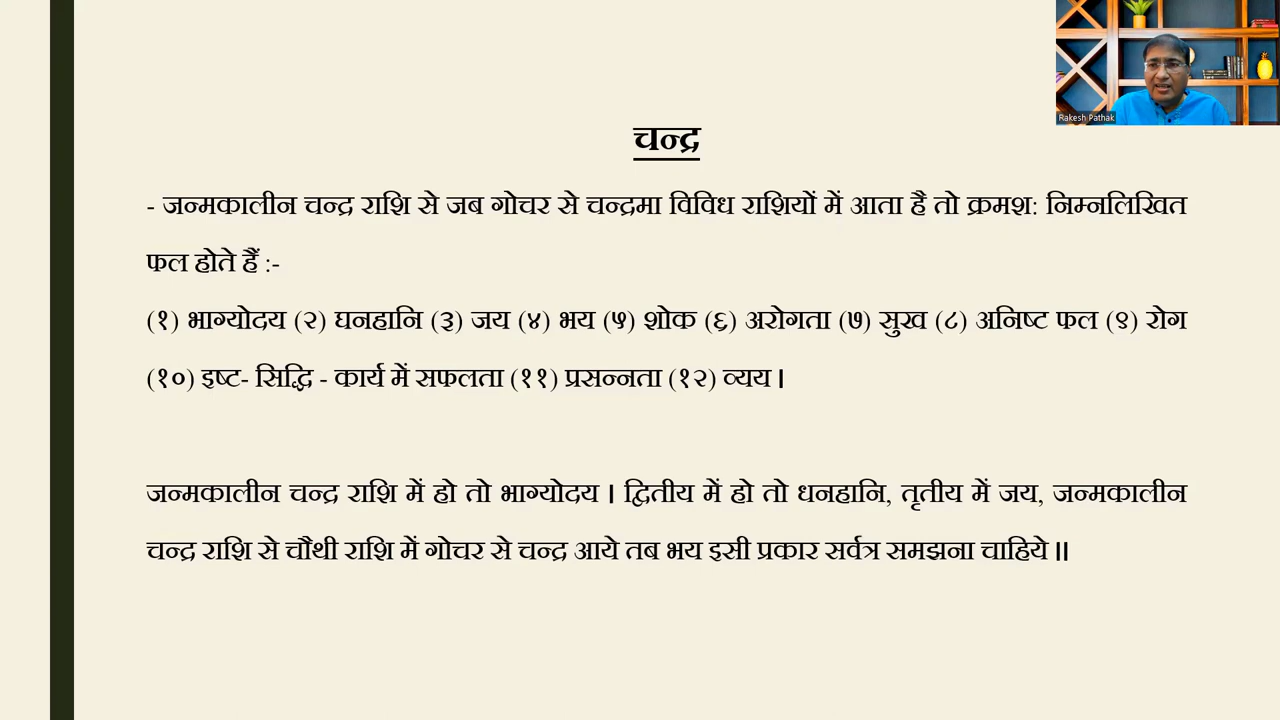 Rakesh Pathak
चन्द्र
- जन्मकालीन चन्द्र राशि से जब गोचर से चन्द्रमा विविध राशियों में आता है तो क्रमश: निम्नलिखित
फल होते हैं :-
(१) भाग्योदय (२) घनहानि (३) जय (४) भय (५) शोक (६) अरोगता (७) सुख (८) अनिष्ट फल (९) रोग
(१०) इष्ट- सिद्धि - कार्य में सफलता (११) प्रसन्नता (१२) व्यय ।
जन्मकालीन चन्द्र राशि में हो तो भाग्योदय । द्वितीय में हो तो धनहानि, तृतीय में जय, जन्मकालीन
चन्द्र राशि से चौथी राशि में गोचर से चन्द्र आये तब भय इसी प्रकार सर्वत्र समझना चाहिये ॥